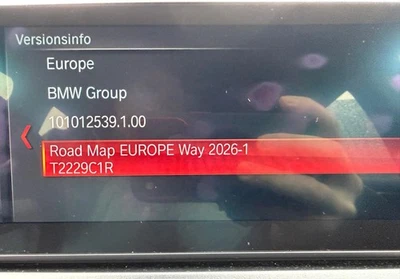 Versionsinfo
Europe
BMW Group
101012539.1.00
Road Map EUROPE Way 2026-1
T2229C1R